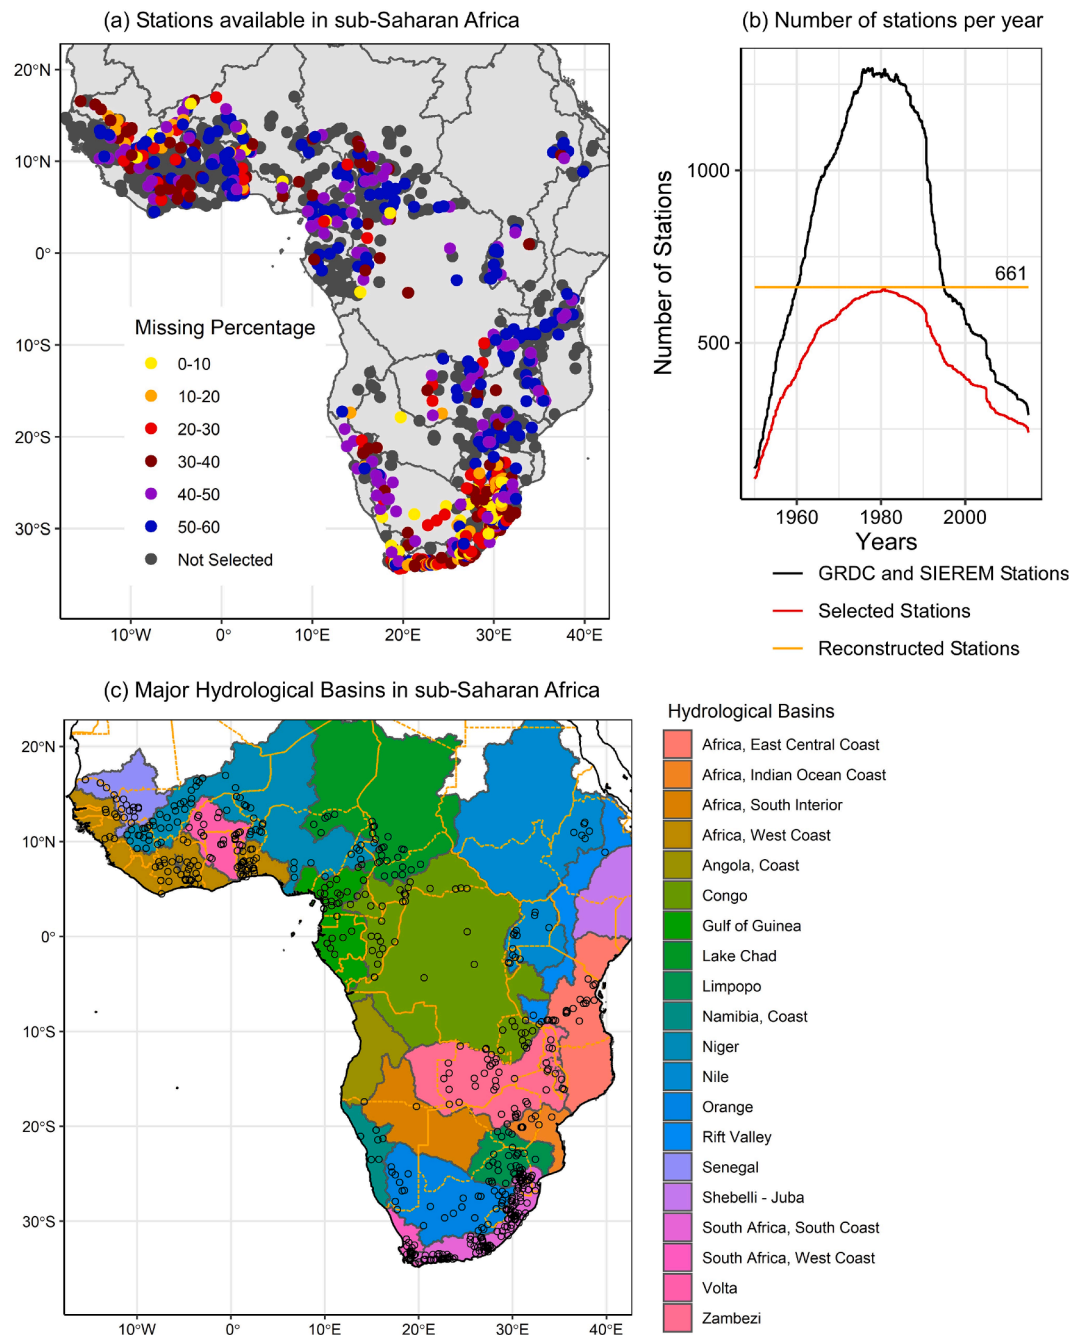 (a) Stations available in sub-Saharan Africa
20°N
10°N
0°
10°S
20°S
30°S
10°W
0°
10°E
20°E
30°E
40°E
Missing Percentage
0-10
10-20
20-30
30-40
40-50
50-60
Not Selected
(b) Number of stations per year
Number of Stations
1000
500
661
1960
1980
2000
Years
GRDC and SIEREM Stations
Selected Stations
Reconstructed Stations
(c) Major Hydrological Basins in sub-Saharan Africa
20°N
10°N
0°
10°S
20°S
30°S
10°W
0°
10°E
20°E
30°E
40°E
Hydrological Basins
Africa, East Central Coast
Africa, Indian Ocean Coast
Africa, South Interior
Africa, West Coast
Angola, Coast
Congo
Gulf of Guinea
Lake Chad
Limpopo
Namibia, Coast
Niger
Nile
Orange
Rift Valley
Senegal
Shebelli - Juba
South Africa, South Coast
South Africa, West Coast
Volta
Zambezi